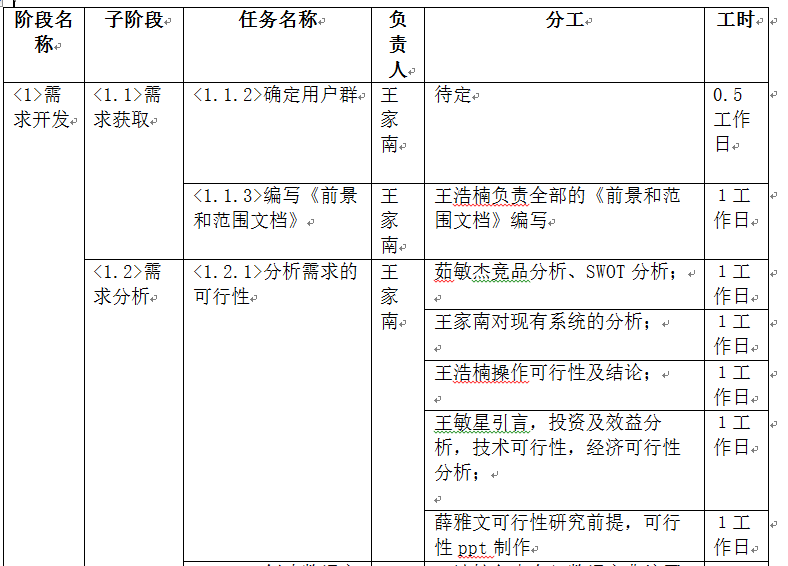 阶段名称 子阶段 任务名称 负责人 分工 工时
<1>需求开发 <1.1>需求获取 <1.1.2>确定用户群 王家南 待定 0.5 工作日
<1.1.3>编写《前景和范围文档》 王家南 王浩楠负责全部的《前景和范围文档》编写 1工作日
<1.2>需求分析 <1.2.1>分析需求的可行性 王家南 茹敏杰竞品分析、SWOT分析； 1工作日
王家南对现有系统的分析； 1工作日
王浩楠操作可行性及结论； 1工作日
王敏星引言，投资及效益分析，技术可行性，经济可行性分析； 1工作日
薛雅文可行性研究前提，可行性ppt制作 1工作日